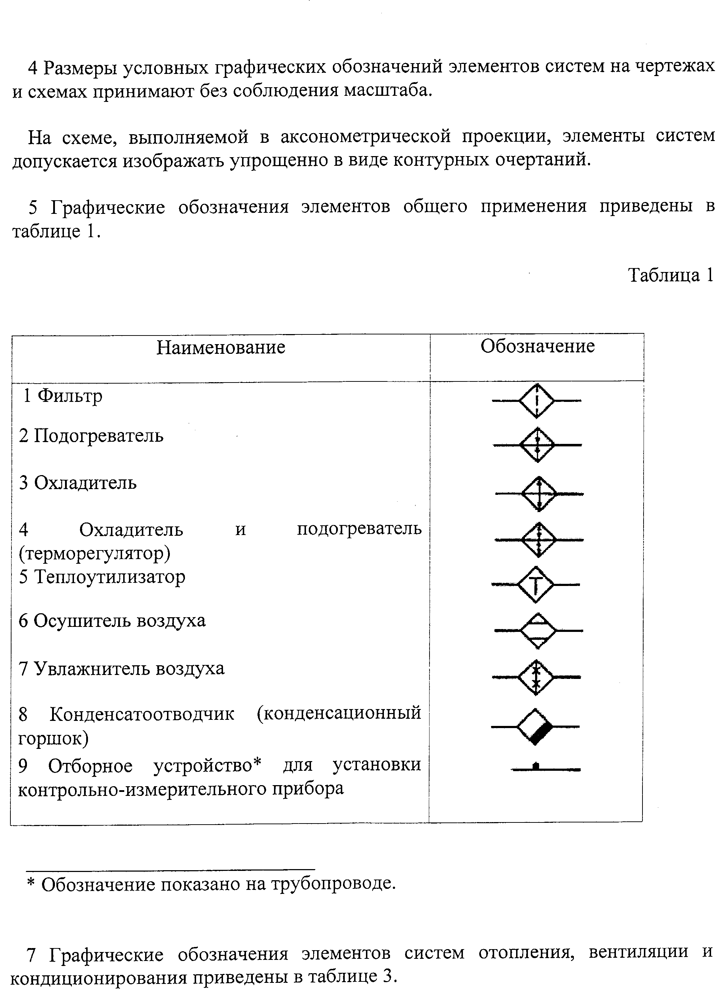 4 Размеры условных графических обозначений элементов систем на чертежах
и схемах принимают без соблюдения масштаба.
На схеме, выполняемой в аксонометрической проекции, элементы систем
допускается изображать упрощенно в виде контурных очертаний.
5 Графические обозначения элементов общего применения приведены в
таблице 1.
Таблица 1
Наименование
Обозначение
1 Фильтр
2 Подогреватель
3 Охладитель
4 Охладитель и подогреватель
(терморегулятор)
5 Теплоутилизатор
Т
6 Осушитель воздуха
7 Увлажнитель воздуха
8 Конденсатоотводчик (конденсационный
горшок)
9 Отборное устройство* для установки
контрольно-измерительного прибора
* Обозначение показано на трубопроводе.
7 Графические обозначения элементов систем отопления, вентиляции и
кондиционирования приведены в таблице 3.